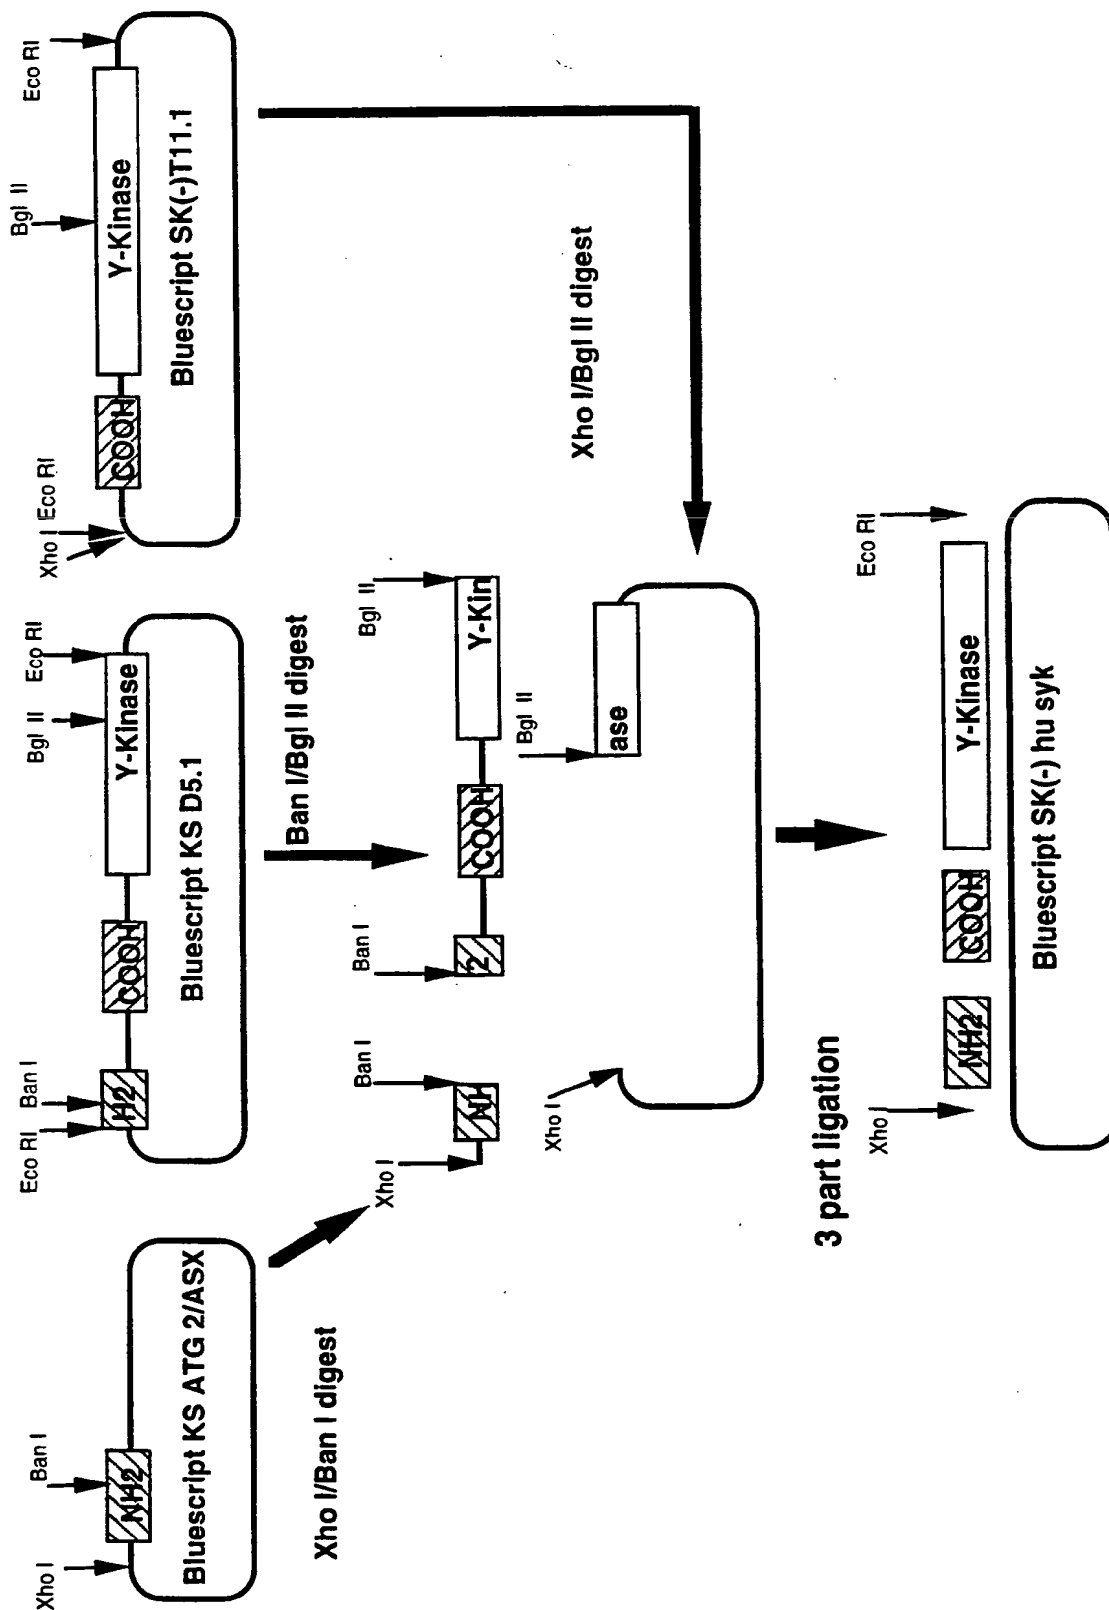 Xho I
Ban I
NH2
Bluescript KS ATG 2/ASX
Xho I/Ban I digest
Eco RI
Ban I
H2
COOH
Bgl II
Eco RI
Y-Kinase
Bluescript KS D5.1
Ban I/Bgl II digest
Xho I
Eco RI
COOH
Bgl II
Y-Kinase
Eco RI
Bluescript SK(-)T11.1
Xho I/Bgl II digest
Xho I
Ban I
NH
Ban I
2
COOH
Bgl II
Y-Kin
Xho I
Bgl II
ase
3 part ligation
Xho I
NH2
COOH
Y-Kinase
Eco RI
Bluescript SK(-) hu syk